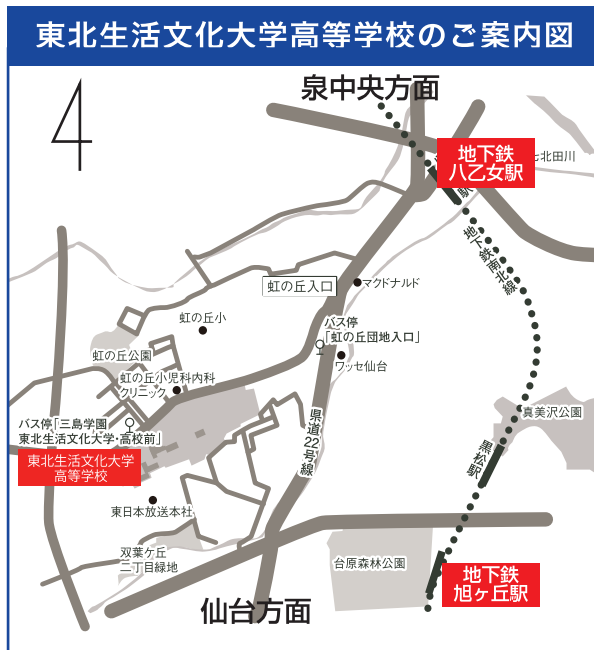 東北生活文化大学高等学校のご案内図
泉中央方面
地下鉄
八乙女駅
七北田川
駅
地下鉄南北線
虹の丘入口
マクドナルド
虹の丘小
バス停
「虹の丘団地入口」
虹の丘公園
ワッセ仙台
虹の丘小児科内科
クリニック
真美沢公園
バス停「三島学園
東北生活文化大学・高校前」
県道22号線
黒松駅
東北生活文化大学
高等学校
東日本放送本社
双葉ケ丘
二丁目緑地
台原森林公園
地下鉄
旭ヶ丘駅
仙台方面